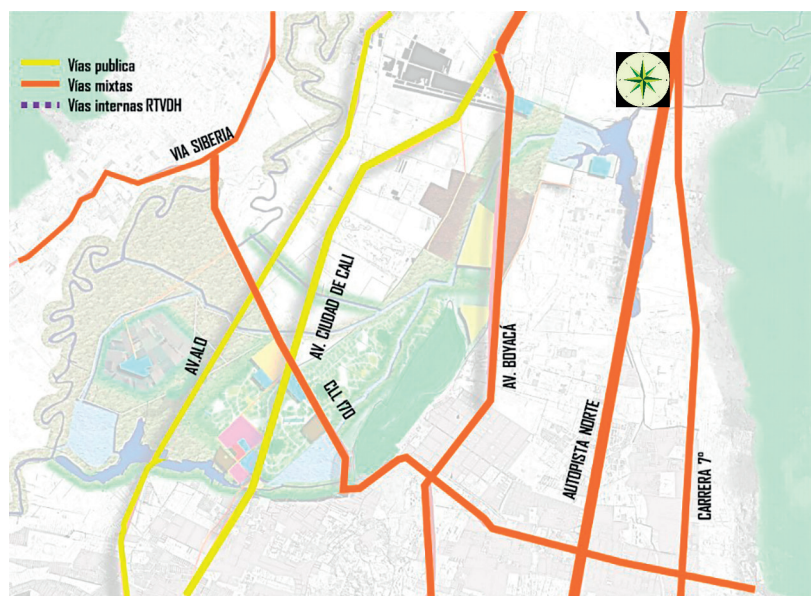 Vías publica
Vías mixtas
Vías internas RTVDH
VIA SIBERIA
AV.ALO
AV. CIUDAD DE CALI
CLL 170
AV. BOYACÁ
AUTOPISTA NORTE
CARRERA 7º